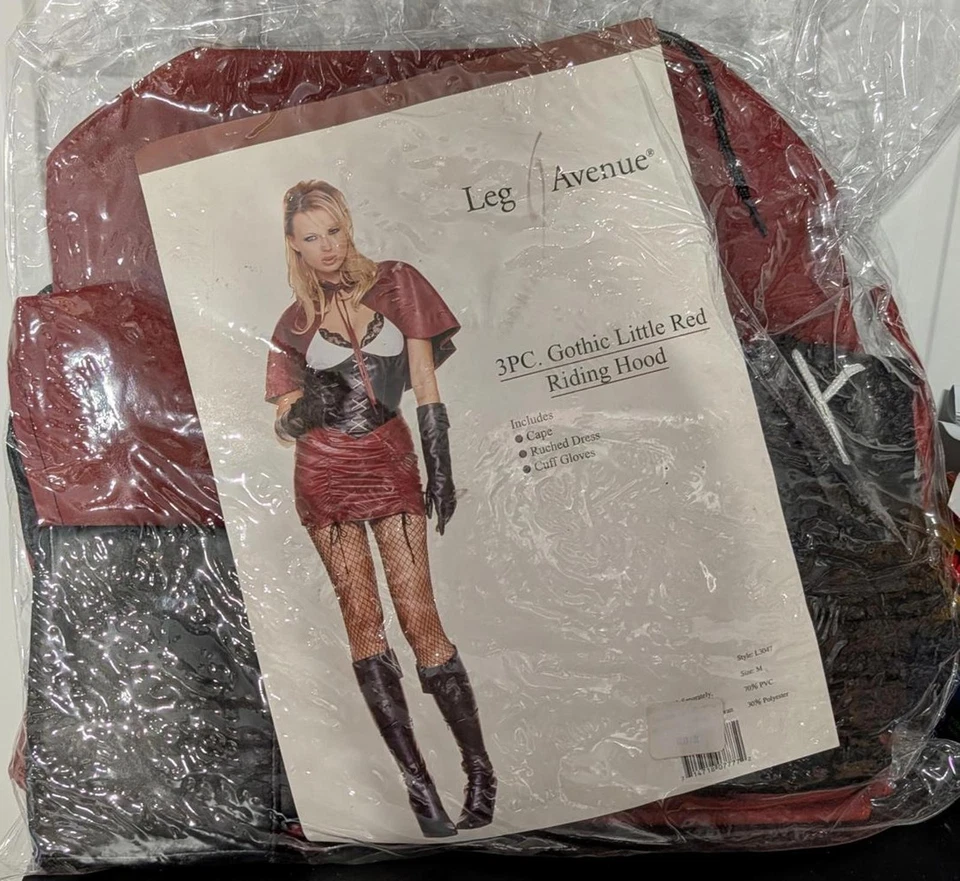 Leg Avenue®
3PC. Gothic Little Red
Riding Hood
Includes
● Cape
● Ruched Dress
● Cuff Gloves
Style: L3047
Size: M
70% PVC
30% Polyester